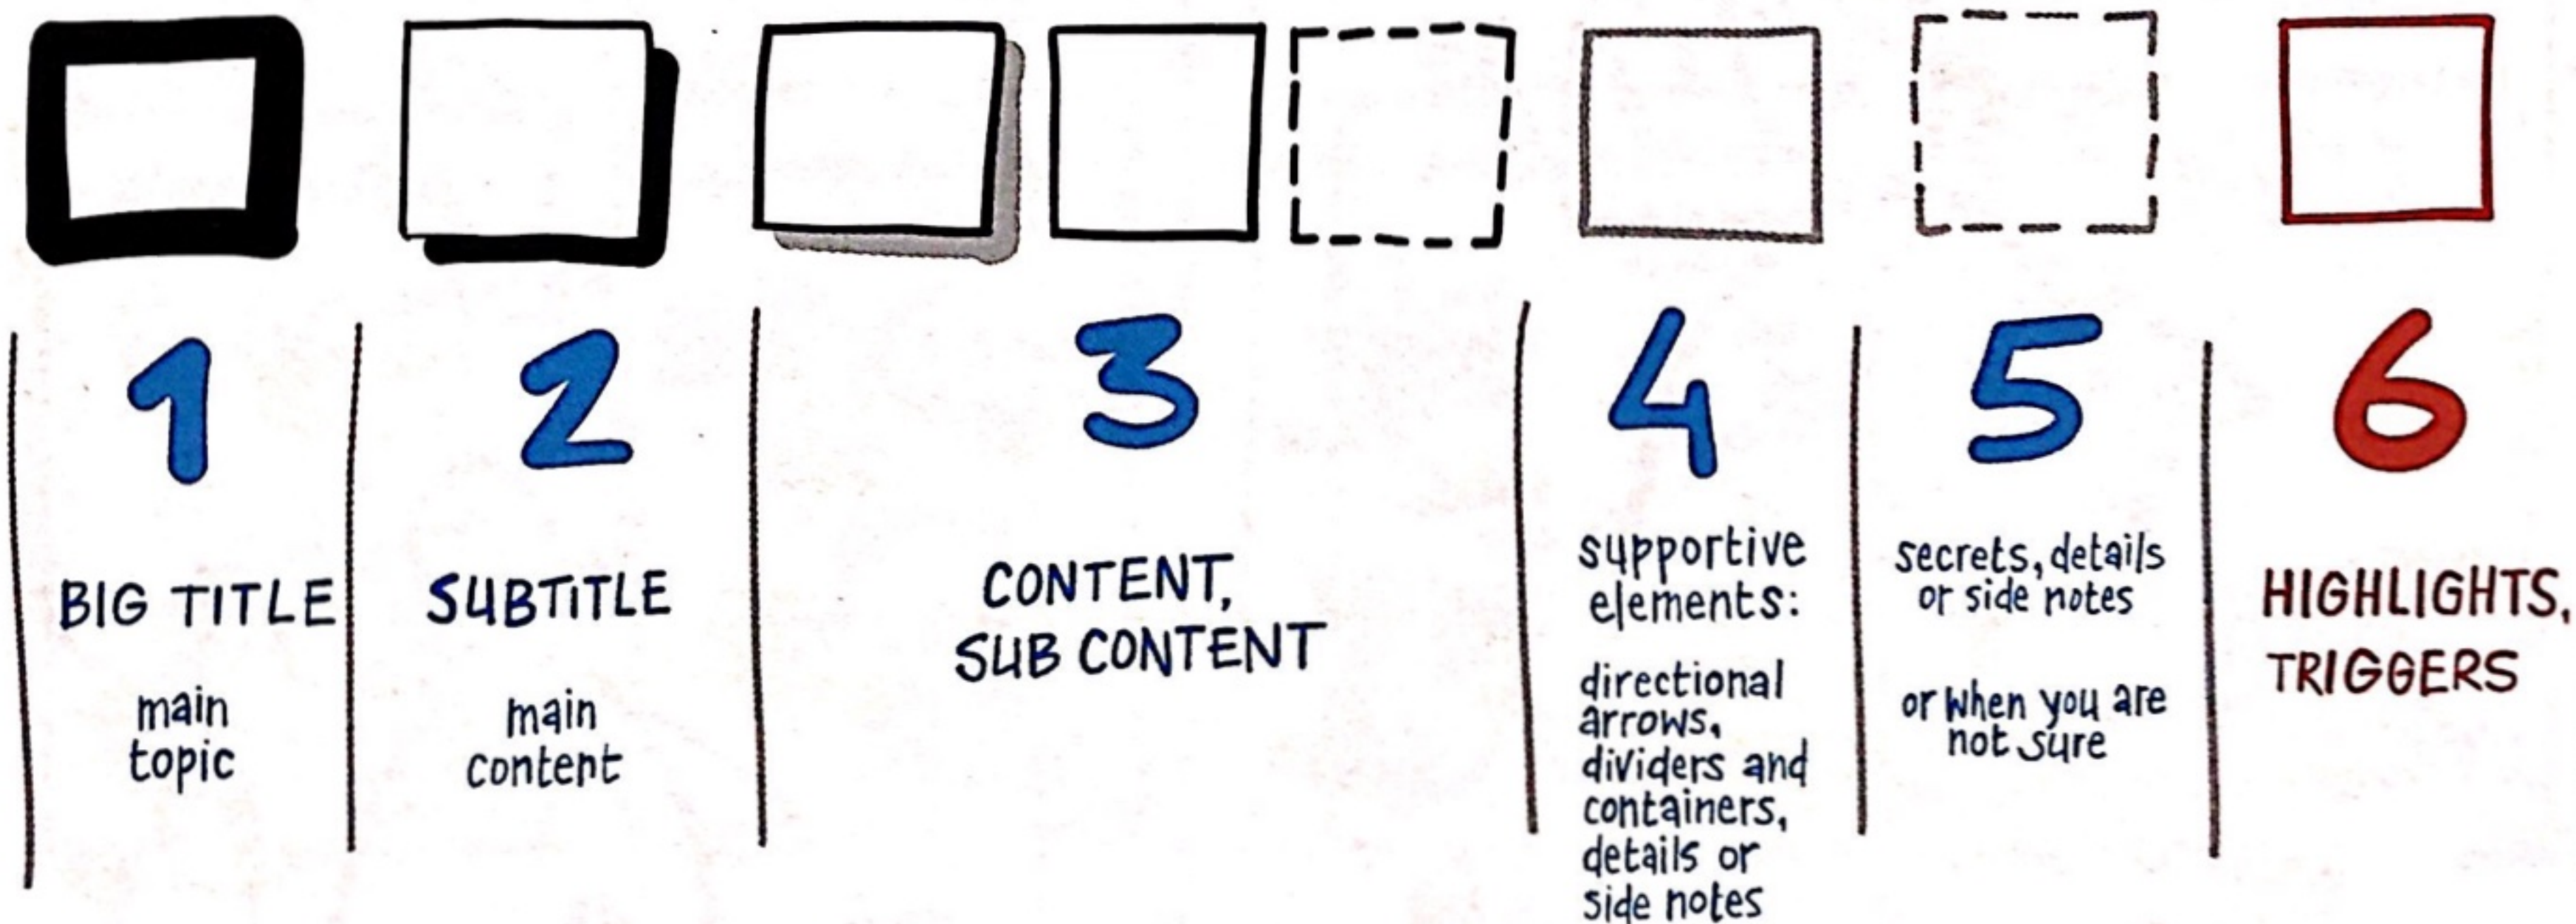 1
BIG TITLE
main
topic
2
SUBTITLE
main
content
3
CONTENT,
SUB CONTENT
4
supportive
elements:
directional
arrows,
dividers and
containers,
details or
side notes
5
secrets, details
or side notes
or when you are
not sure
6
HIGHLIGHTS,
TRIGGERS